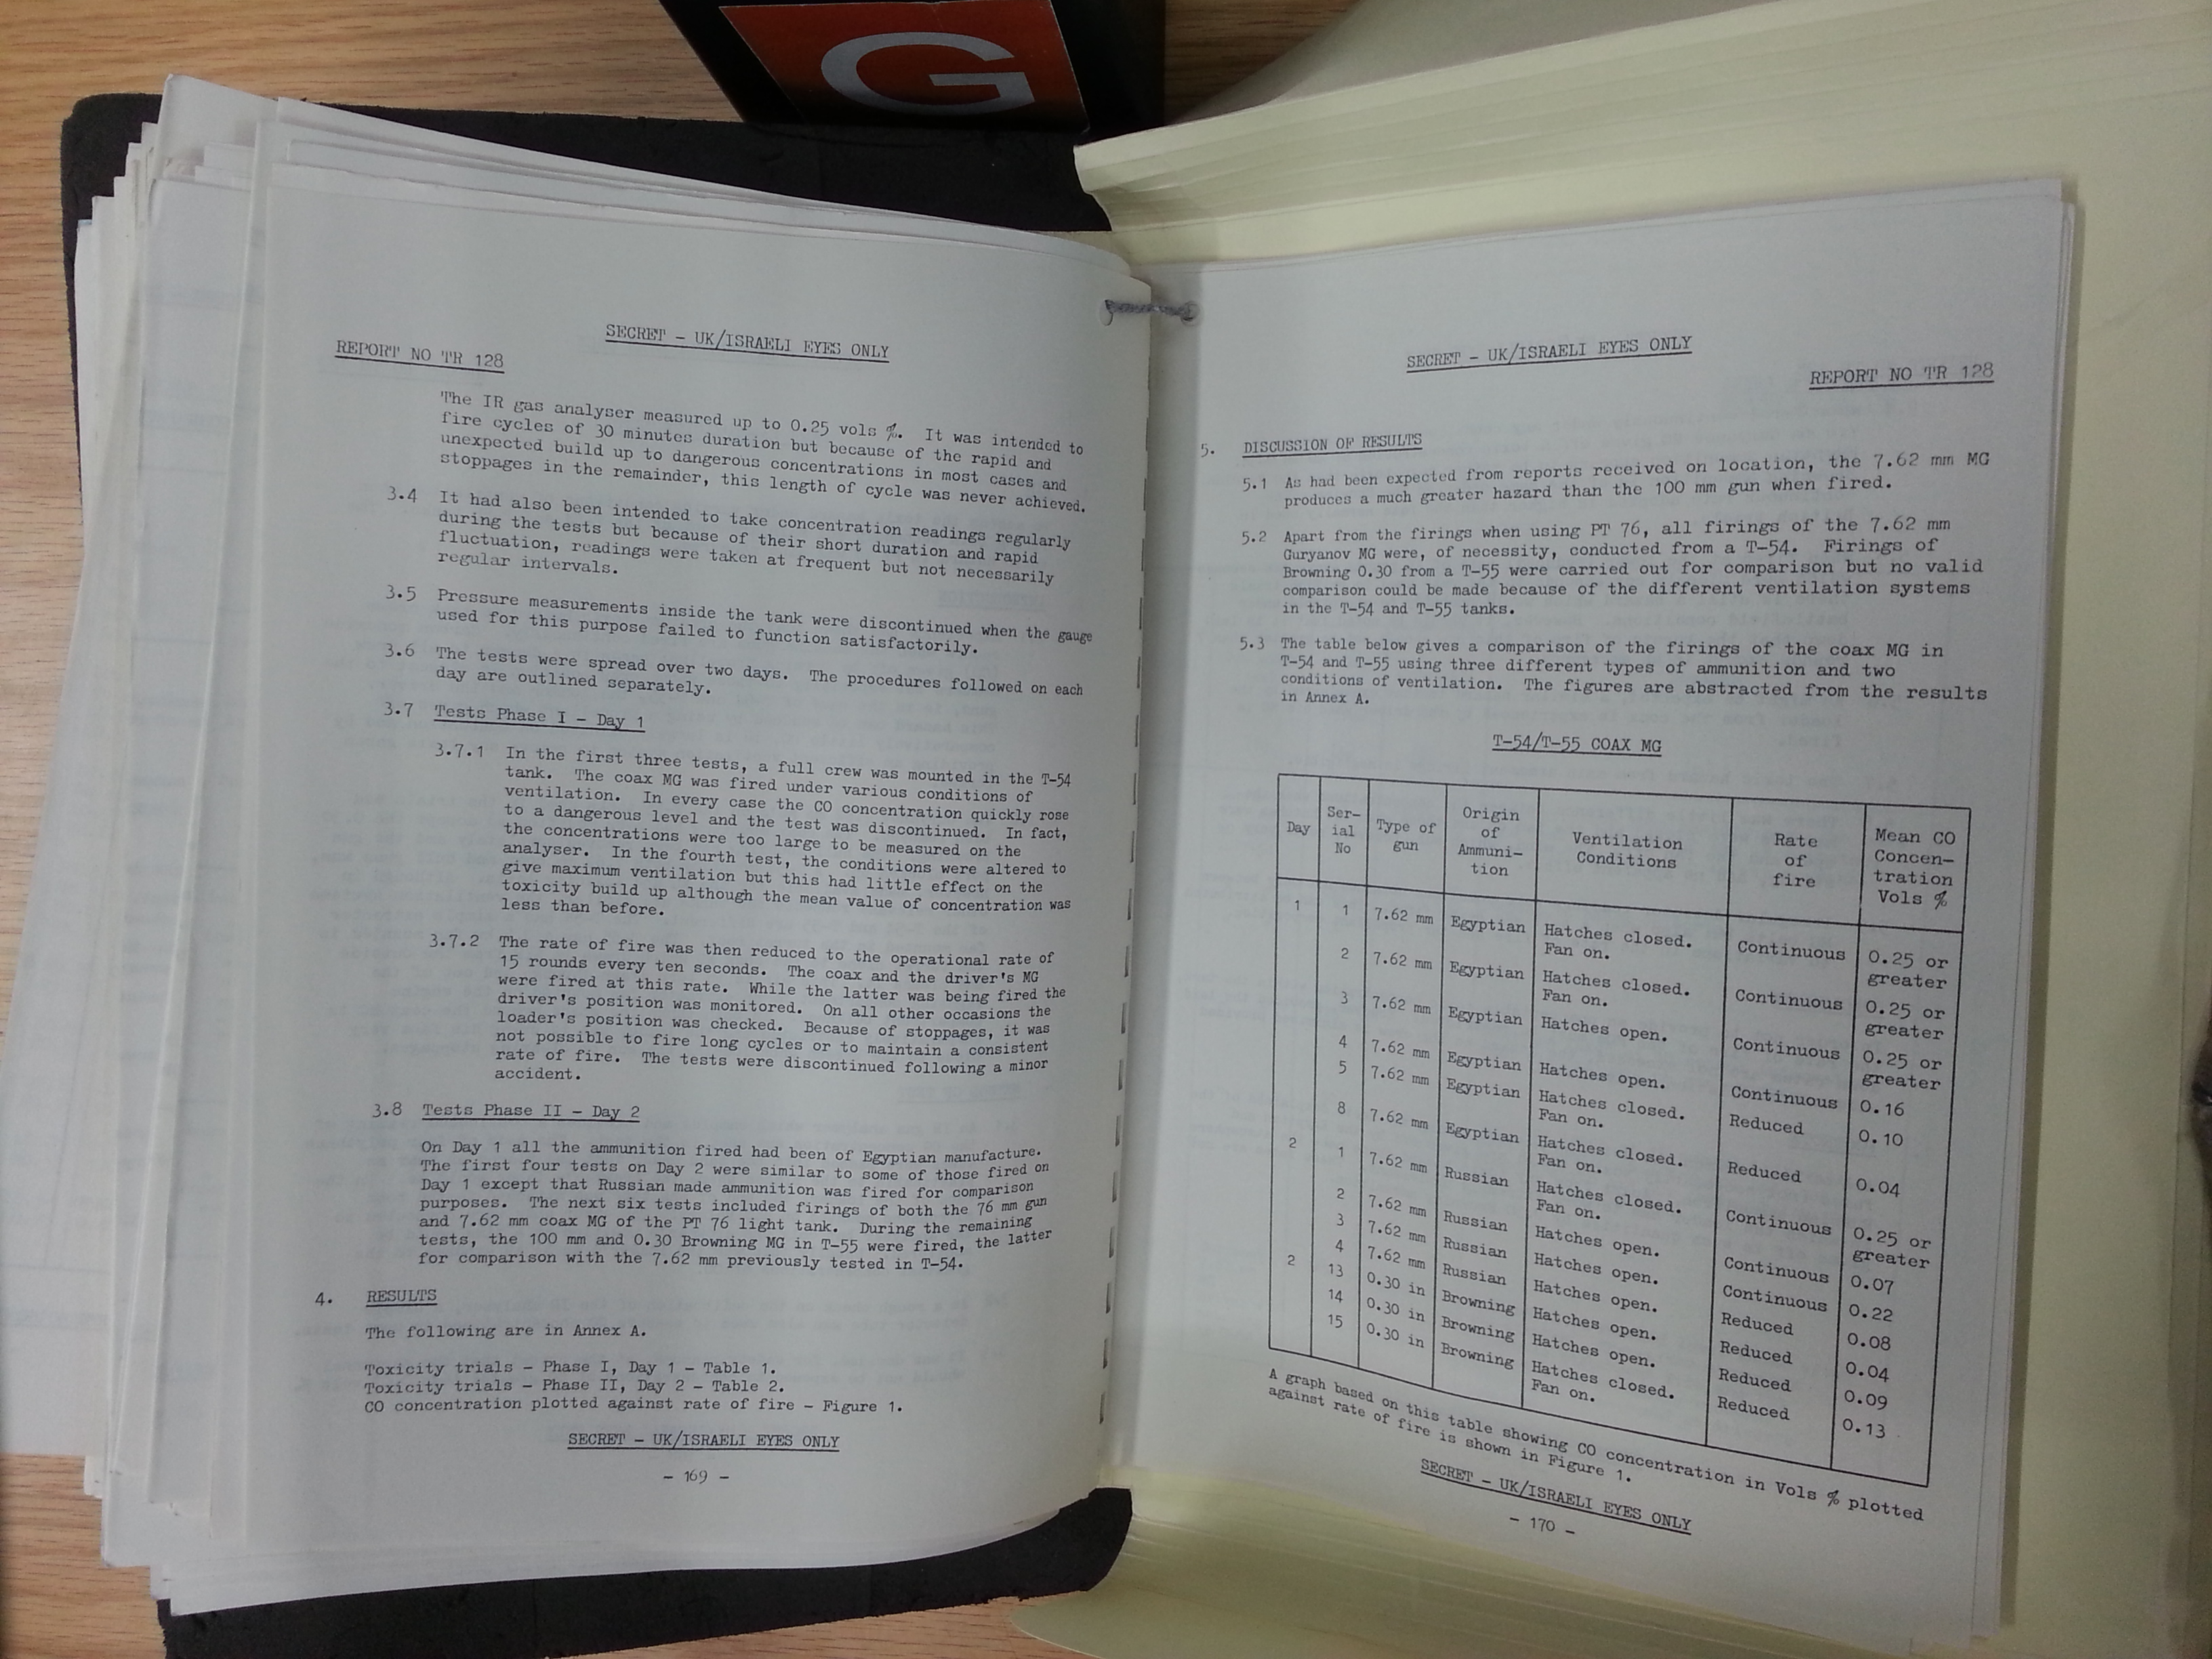 G
SECRET - UK/ISRAELI EYES ONLY
REPORT NO TR 128
The IR gas analyser measured up to 0.25 vols %. It was intended to
fire cycles of 30 minutes duration but because of the rapid and
unexpected build up to dangerous concentrations in most cases and
stoppages in the remainder, this length of cycle was never achieved.
3.4 It had also been intended to take concentration readings regularly
during the tests but because of their short duration and rapid
fluctuation, readings were taken at frequent but not necessarily
regular intervals.
3.5 Pressure measurements inside the tank were discontinued when the gauge
used for this purpose failed to function satisfactorily.
3.6 The tests were spread over two days. The procedures followed on each
day are outlined separately.
3.7 Tests Phase I - Day 1
3.7.1 In the first three tests, a full crew was mounted in the T-54
tank. The coax MG was fired under various conditions of
ventilation. In every case the CO concentration quickly rose
to a dangerous level and the test was discontinued. In fact,
the concentrations were too large to be measured on the
analyser. In the fourth test, the conditions were altered to
give maximum ventilation but this had little effect on the
toxicity build up although the mean value of concentration was
less than before.
3.7.2 The rate of fire was then reduced to the operational rate of
15 rounds every ten seconds. The coax and the driver's MG
were fired at this rate. While the latter was being fired the
driver's position was monitored. On all other occasions the
loader's position was checked. Because of stoppages, it was
not possible to fire long cycles or to maintain a consistent
rate of fire. The tests were discontinued following a minor
accident.
3.8 Tests Phase II - Day 2
On Day 1 all the ammunition fired had been of Egyptian manufacture.
The first four tests on Day 2 were similar to some of those fired on
Day 1 except that Russian made ammunition was fired for comparison
purposes. The next six tests included firings of both the 76 mm gun
and 7.62 mm coax MG of the PT 76 light tank. During the remaining
tests, the 100 mm and 0.30 Browning MG in T-55 were fired, the latter
for comparison with the 7.62 mm previously tested in T-54.
4. RESULTS
The following are in Annex A.
Toxicity trials - Phase I, Day 1 - Table 1.
Toxicity trials - Phase II, Day 2 - Table 2.
CO concentration plotted against rate of fire - Figure 1.
SECRET - UK/ISRAELI EYES ONLY
- 169 -
SECRET - UK/ISRAELI EYES ONLY
REPORT NO TR 128
5. DISCUSSION OF RESULTS
5.1 As had been expected from reports received on location, the 7.62 mm MG
produces a much greater hazard than the 100 mm gun when fired.
5.2 Apart from the firings when using PT 76, all firings of the 7.62 mm
Guryanov MG were, of necessity, conducted from a T-54. Firings of
Browning 0.30 from a T-55 were carried out for comparison but no valid
comparison could be made because of the different ventilation systems
in the T-54 and T-55 tanks.
5.3 The table below gives a comparison of the firings of the coax MG in
T-54 and T-55 using three different types of ammunition and two
conditions of ventilation. The figures are abstracted from the results
in Annex A.
T-54/T-55 COAX MG
Day Ser-ial No Type of gun Origin of Ammuni-tion Ventilation Conditions Rate of fire Mean CO Concen-tration Vols %
1 1 7.62 mm Egyptian Hatches closed. Fan on. Continuous 0.25 or greater
2 7.62 mm Egyptian Hatches closed. Fan on. Continuous 0.25 or greater
3 7.62 mm Egyptian Hatches open. Continuous 0.25 or greater
4 7.62 mm Egyptian Hatches open. Continuous 0.16
5 7.62 mm Egyptian Hatches closed. Fan on. Reduced 0.10
8 7.62 mm Egyptian Hatches closed. Fan on. Reduced 0.04
2 1 7.62 mm Russian Hatches closed. Fan on. Continuous 0.25 or greater
2 7.62 mm Russian Hatches open. Continuous 0.07
3 7.62 mm Russian Hatches open. Continuous 0.22
4 7.62 mm Russian Hatches open. Reduced 0.08
2 13 0.30 in Browning Hatches open. Reduced 0.04
14 0.30 in Browning Hatches open. Reduced 0.09
15 0.30 in Browning Hatches closed. Fan on. Reduced 0.13
A graph based on this table showing CO concentration in Vols % plotted
against rate of fire is shown in Figure 1.
SECRET - UK/ISRAELI EYES ONLY
- 170 -